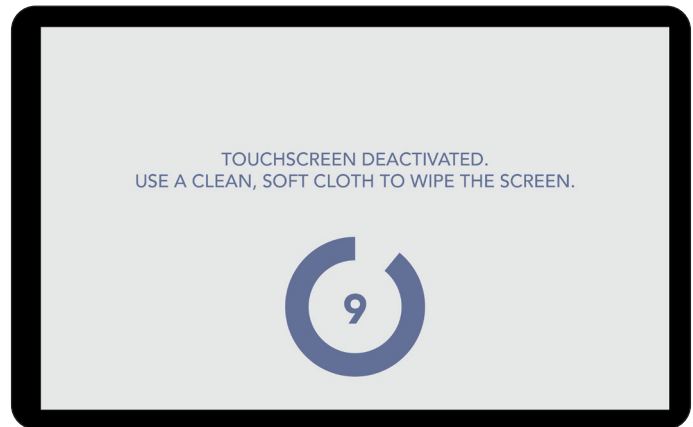 TOUCHSCREEN DEACTIVATED.
USE A CLEAN, SOFT CLOTH TO WIPE THE SCREEN.
9